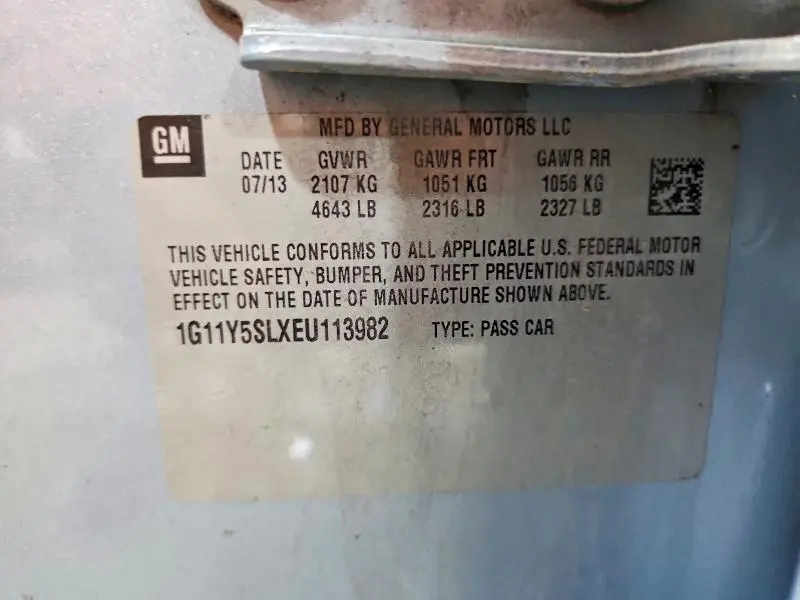 GM
MFD BY GENERAL MOTORS LLC
DATE GVWR GAWR FRT GAWR RR
07/13 2107 KG 1051 KG 1056 KG
4643 LB 2316 LB 2327 LB
THIS VEHICLE CONFORMS TO ALL APPLICABLE U.S. FEDERAL MOTOR
VEHICLE SAFETY, BUMPER, AND THEFT PREVENTION STANDARDS IN
EFFECT ON THE DATE OF MANUFACTURE SHOWN ABOVE.
1G11Y5SLXEU113982 TYPE: PASS CAR